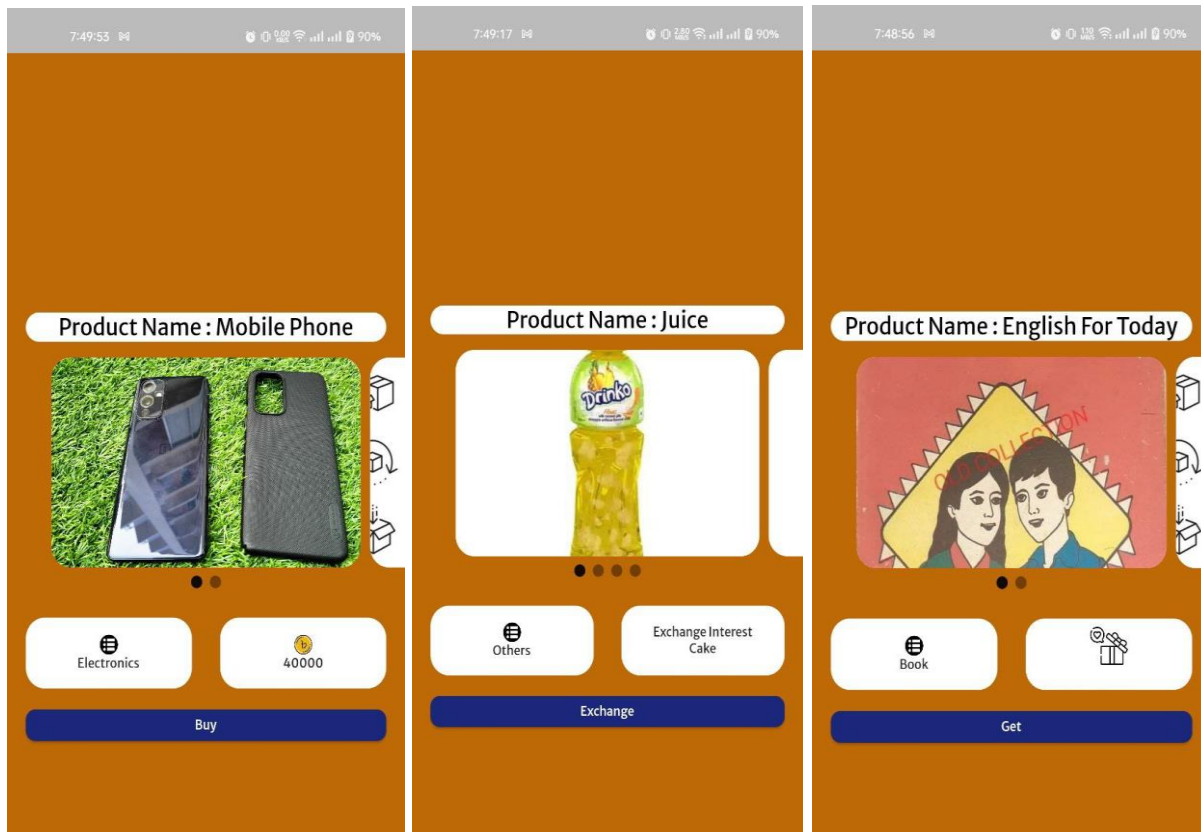 7:49:53
90%
Product Name : Mobile Phone
Electronics
40000
Buy
7:49:17
90%
Product Name : Juice
Drinko
Others
Exchange Interest
Cake
Exchange
7:48:56
90%
Product Name : English For Today
OLD COLLECTION
Book
Get